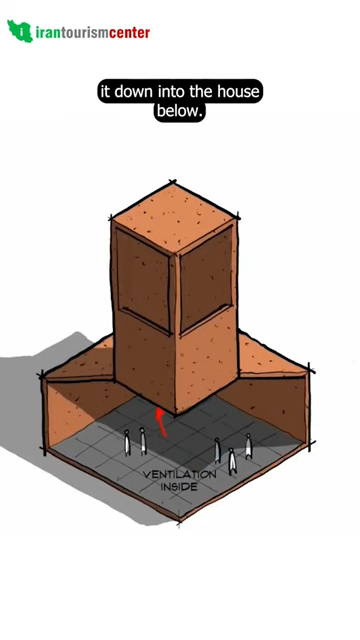 irantourismcenter
it down into the house
below.
VENTILATION
INSIDE